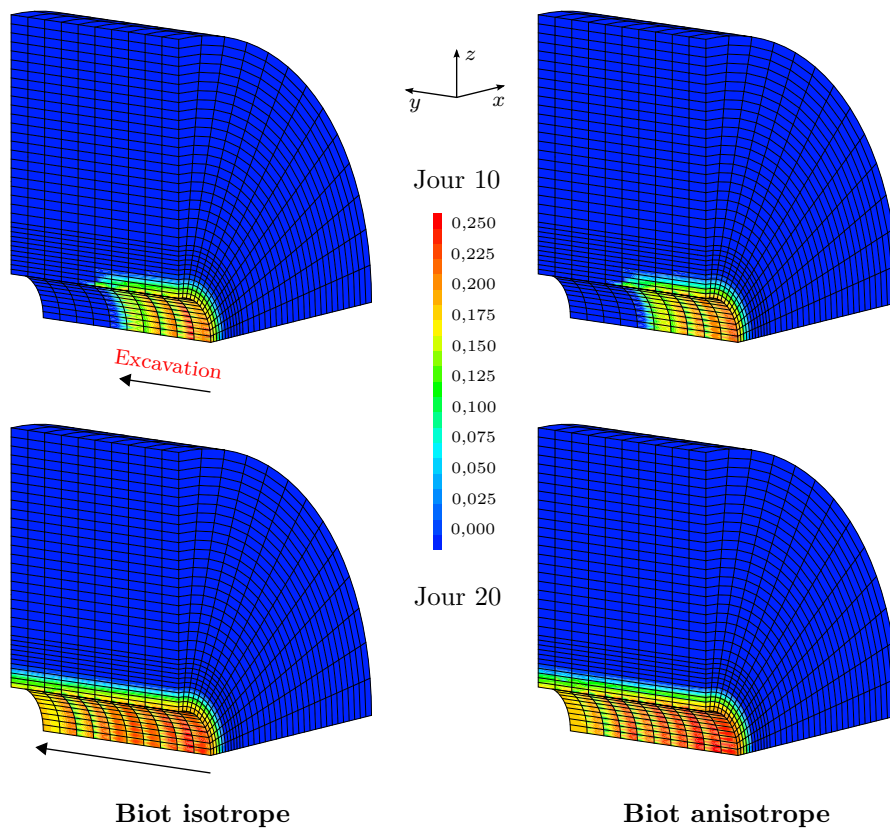 z
y
x
Jour 10
0,250
0,225
0,200
0,175
0,150
0,125
0,100
0,075
0,050
0,025
0,000
Excavation
Jour 20
Biot isotrope
Biot anisotrope